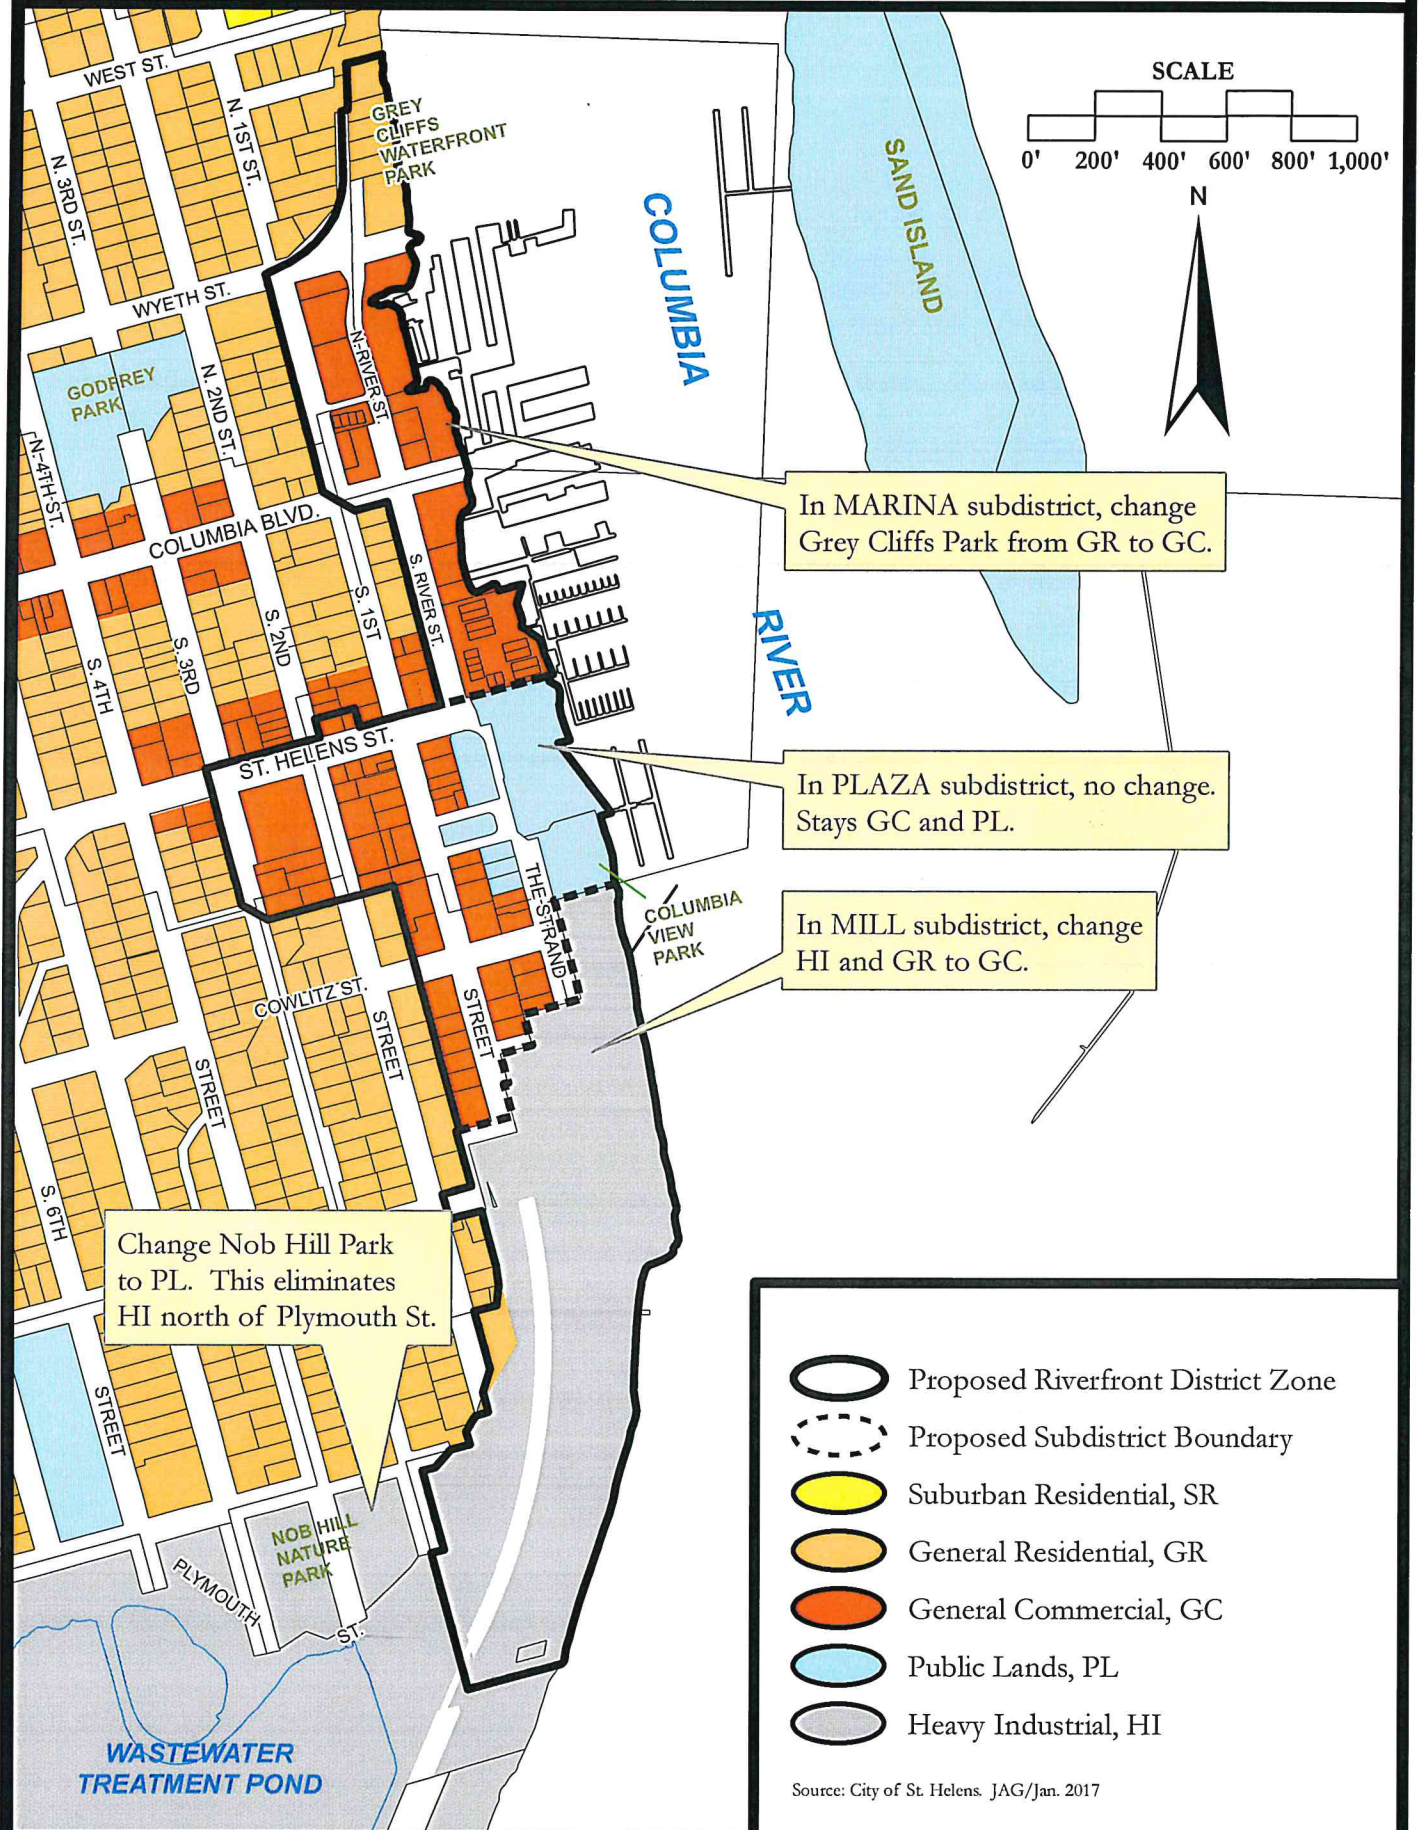 WEST ST.
N. 1ST ST.
N. 3RD ST.
GREY
CLIFFS
WATERFRONT
PARK
SCALE
0' 200' 400' 600' 800' 1,000'
N
SAND ISLAND
COLUMBIA
WYETH ST.
N. RIVER ST.
GODFREY
PARK
N. 2ND ST.
N. 4TH ST.
COLUMBIA BLVD.
In MARINA subdistrict, change
Grey Cliffs Park from GR to GC.
S. RIVER ST.
S. 1ST
S. 2ND
S. 3RD
S. 4TH
RIVER
ST. HELENS ST.
In PLAZA subdistrict, no change.
Stays GC and PL.
THE STRAND
COLUMBIA
VIEW
PARK
In MILL subdistrict, change
HI and GR to GC.
COWLITZ ST.
STREET
STREET
STREET
S. 6TH
Change Nob Hill Park
to PL. This eliminates
HI north of Plymouth St.
STREET
NOB HILL
NATURE
PARK
PLYMOUTH
ST.
WASTEWATER
TREATMENT POND
Proposed Riverfront District Zone
Proposed Subdistrict Boundary
Suburban Residential, SR
General Residential, GR
General Commercial, GC
Public Lands, PL
Heavy Industrial, HI
Source: City of St. Helens. JAG/Jan. 2017